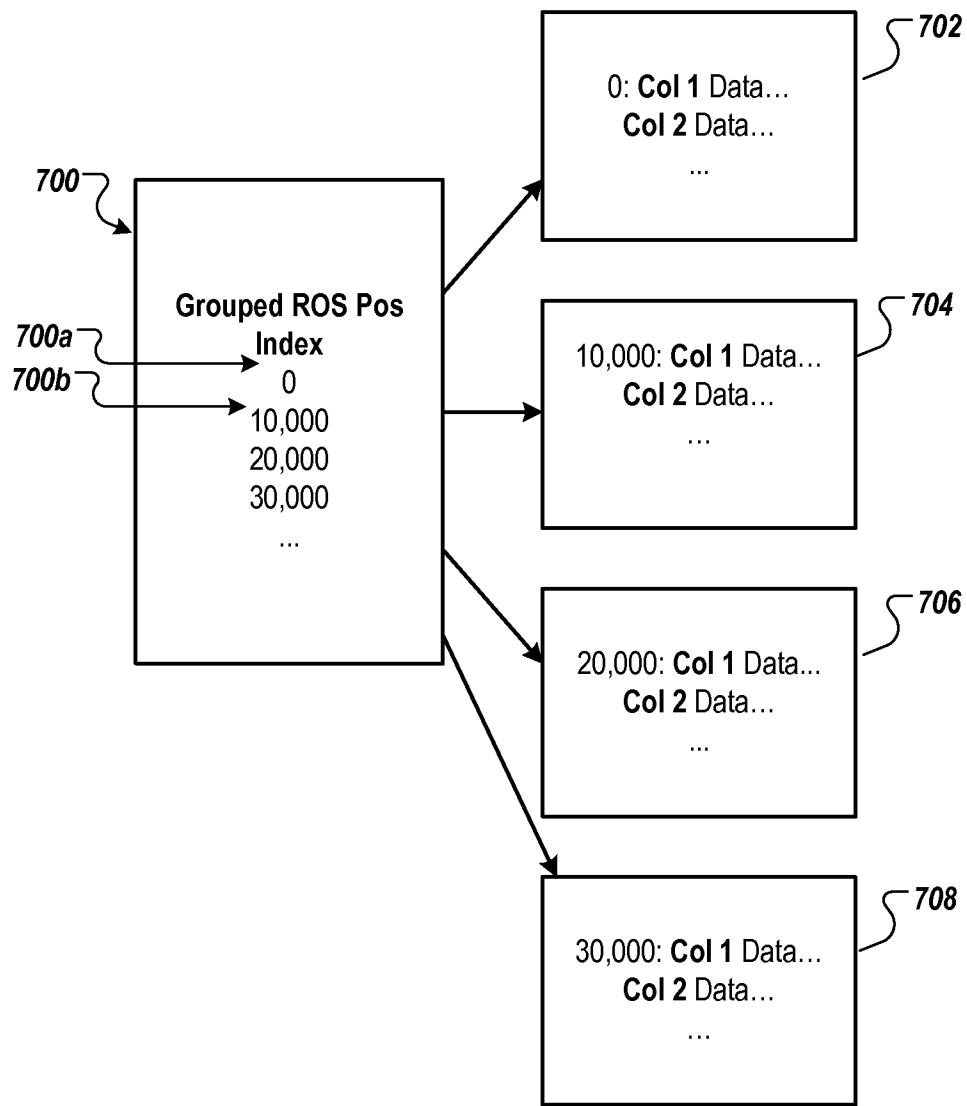 702
0: Col 1 Data…
Col 2 Data…
...
700
Grouped ROS Pos
Index
700a
0
700b
10,000
20,000
30,000
...
704
10,000: Col 1 Data…
Col 2 Data…
...
706
20,000: Col 1 Data...
Col 2 Data…
...
708
30,000: Col 1 Data…
Col 2 Data…
...